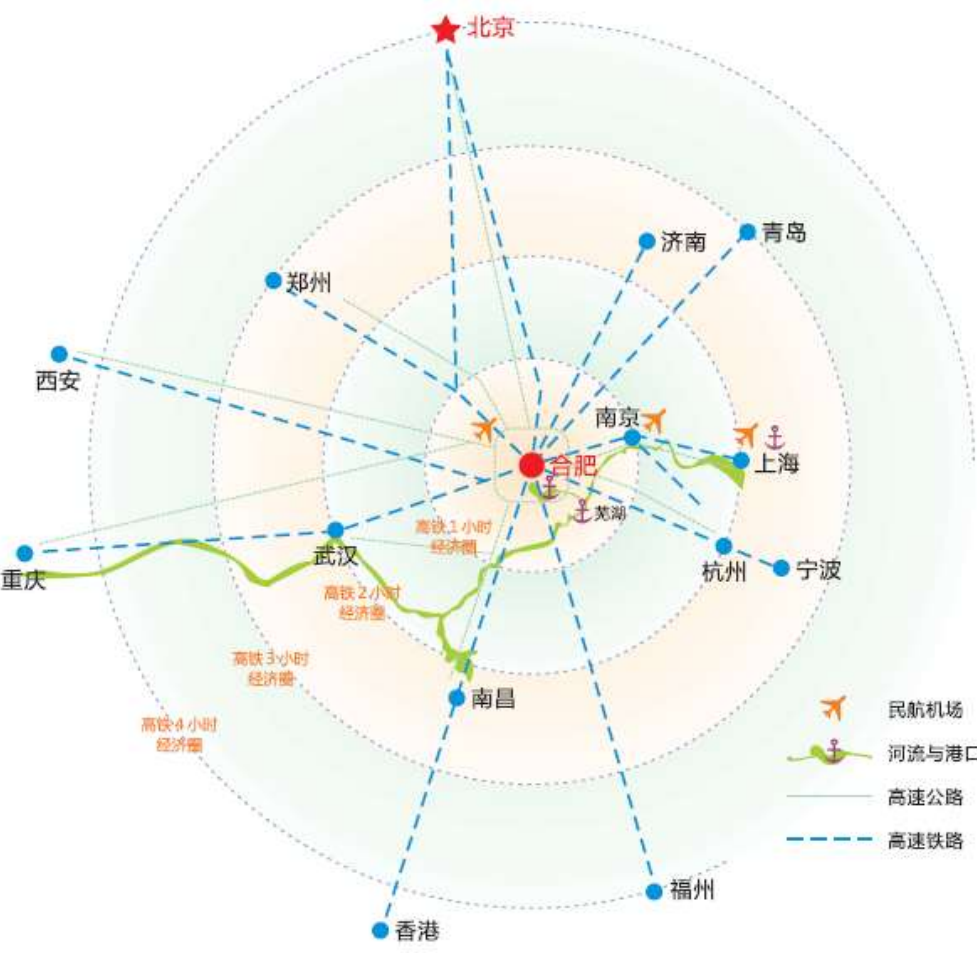 北京
济南
青岛
郑州
西安
南京
上海
合肥
芜湖
高铁1小时
经济圈
武汉
重庆
杭州
宁波
高铁2小时
经济圈
高铁3小时
经济圈
南昌
高铁4小时
经济圈
民航机场
河流与港口
高速公路
高速铁路
福州
香港